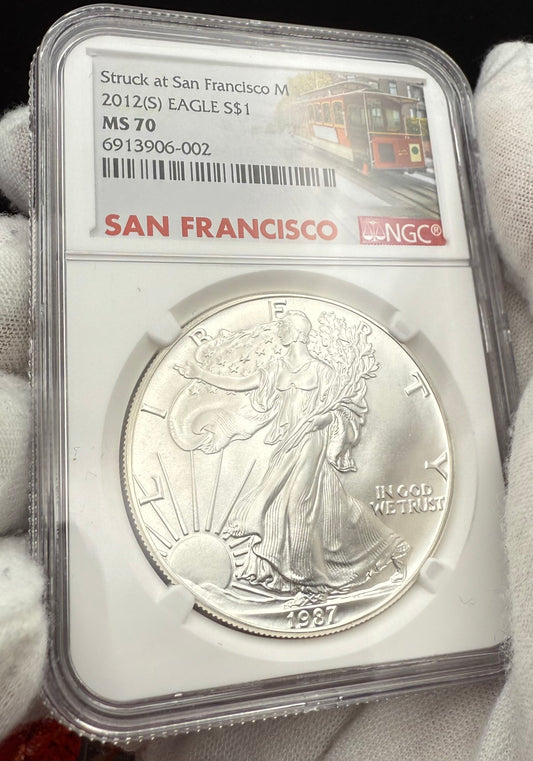 Struck at San Francisco M
2012(S) EAGLE S$1
MS 70
6913906-002
SAN FRANCISCO
NGC®
LIBERTY
IN GOD
WE TRUST
1987